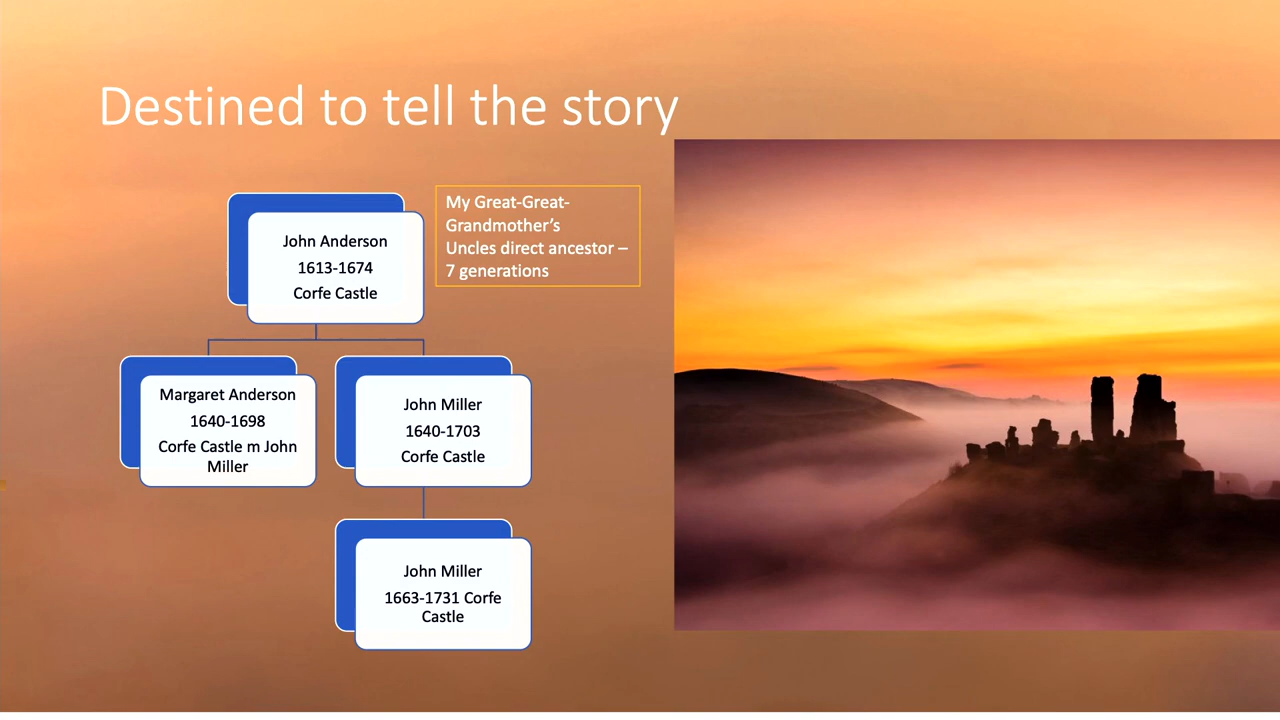 Destined to tell the story
My Great-Great-
Grandmother’s
Uncles direct ancestor –
7 generations
John Anderson
1613-1674
Corfe Castle
Margaret Anderson
1640-1698
Corfe Castle m John
Miller
John Miller
1640-1703
Corfe Castle
John Miller
1663-1731 Corfe
Castle